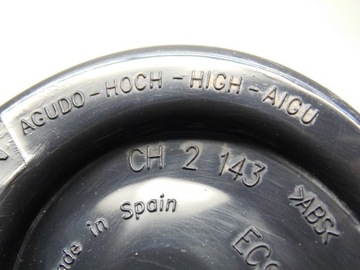 AGUDO-HOCH-HIGH-AIGU
CH 2 143
>ABS<
in Spain